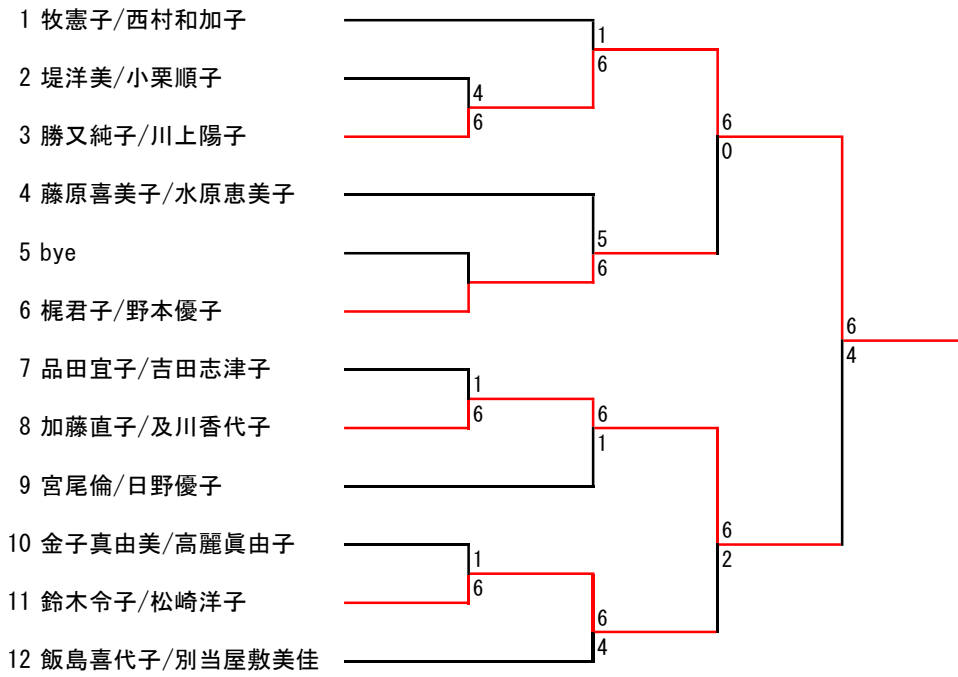 1 牧憲子/西村和加子
1
6
2 堤洋美/小栗順子
4
6
3 勝又純子/川上陽子
6
0
4 藤原喜美子/水原恵美子
5
6
5 bye
6 梶君子/野本優子
6
4
7 品田宜子/吉田志津子
1
6
8 加藤直子/及川香代子
6
1
9 宮尾倫/日野優子
10 金子真由美/高麗眞由子
1
6
6
2
11 鈴木令子/松崎洋子
6
4
12 飯島喜代子/別当屋敷美佳